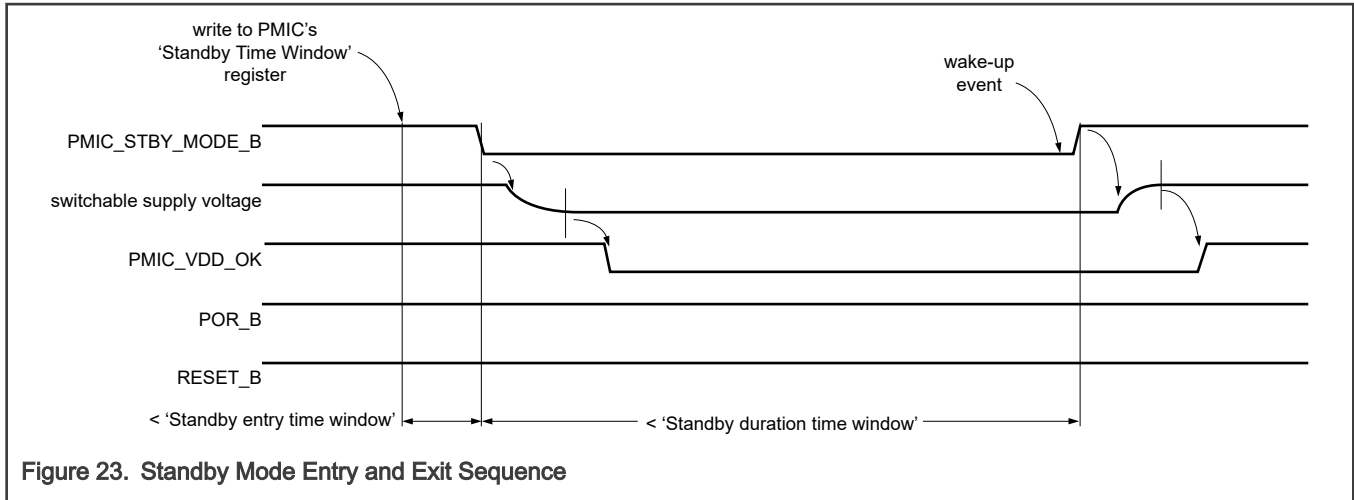 write to PMIC's
'Standby Time Window'
register
wake-up
event
PMIC_STBY_MODE_B
switchable supply voltage
PMIC_VDD_OK
POR_B
RESET_B
< 'Standby entry time window'
< 'Standby duration time window'
Figure 23. Standby Mode Entry and Exit Sequence